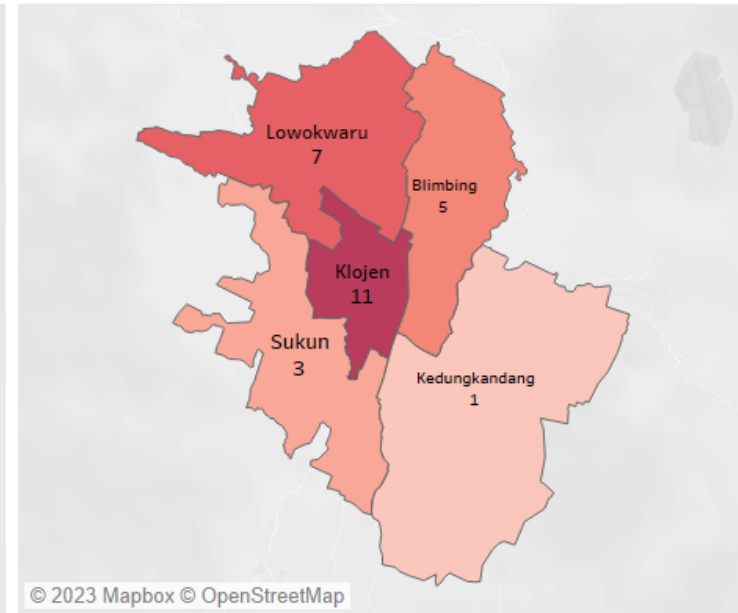 Lowokwaru
7
Blimbing
5
Klojen
11
Sukun
3
Kedungkandang
1
© 2023 Mapbox © OpenStreetMap